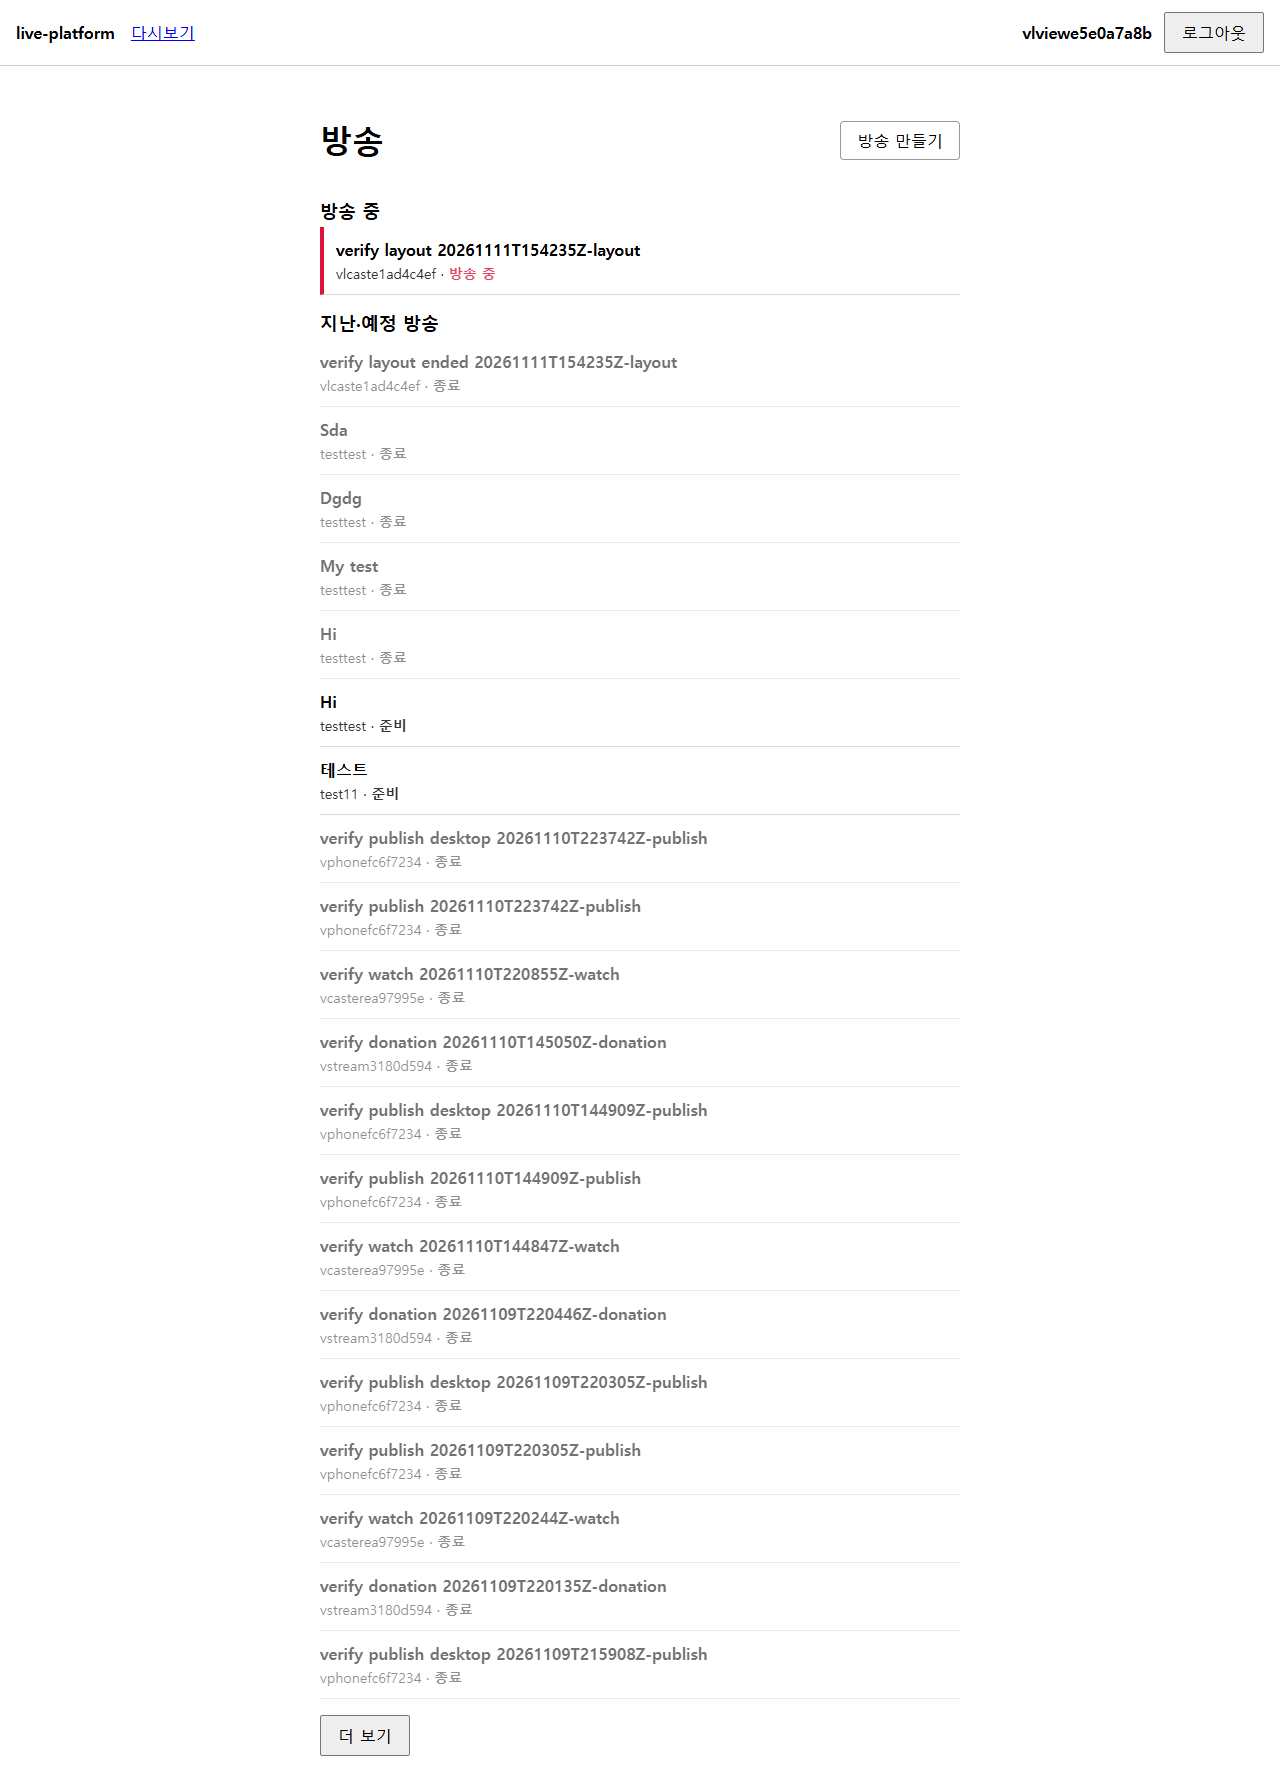 live-platform 다시보기 vlviewe5e0a7a8b 로그아웃
방송 방송 만들기
방송 중
verify layout 20261111T154235Z-layout
vlcaste1ad4c4ef · 방송 중
지난·예정 방송
verify layout ended 20261111T154235Z-layout
vlcaste1ad4c4ef · 종료
Sda
testtest · 종료
Dgdg
testtest · 종료
My test
testtest · 종료
Hi
testtest · 종료
Hi
testtest · 준비
테스트
test11 · 준비
verify publish desktop 20261110T223742Z-publish
vphonefc6f7234 · 종료
verify publish 20261110T223742Z-publish
vphonefc6f7234 · 종료
verify watch 20261110T220855Z-watch
vcasterea97995e · 종료
verify donation 20261110T145050Z-donation
vstream3180d594 · 종료
verify publish desktop 20261110T144909Z-publish
vphonefc6f7234 · 종료
verify publish 20261110T144909Z-publish
vphonefc6f7234 · 종료
verify watch 20261110T144847Z-watch
vcasterea97995e · 종료
verify donation 20261109T220446Z-donation
vstream3180d594 · 종료
verify publish desktop 20261109T220305Z-publish
vphonefc6f7234 · 종료
verify publish 20261109T220305Z-publish
vphonefc6f7234 · 종료
verify watch 20261109T220244Z-watch
vcasterea97995e · 종료
verify donation 20261109T220135Z-donation
vstream3180d594 · 종료
verify publish desktop 20261109T215908Z-publish
vphonefc6f7234 · 종료
더 보기